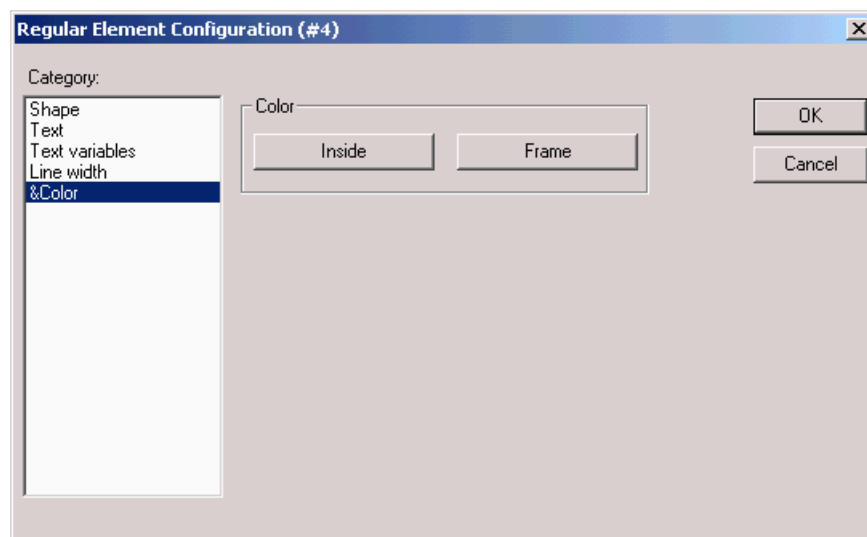 Regular Element Configuration (#4)
Category:
Shape
Text
Text variables
Line width
&Color
Color
Inside
Frame
OK
Cancel